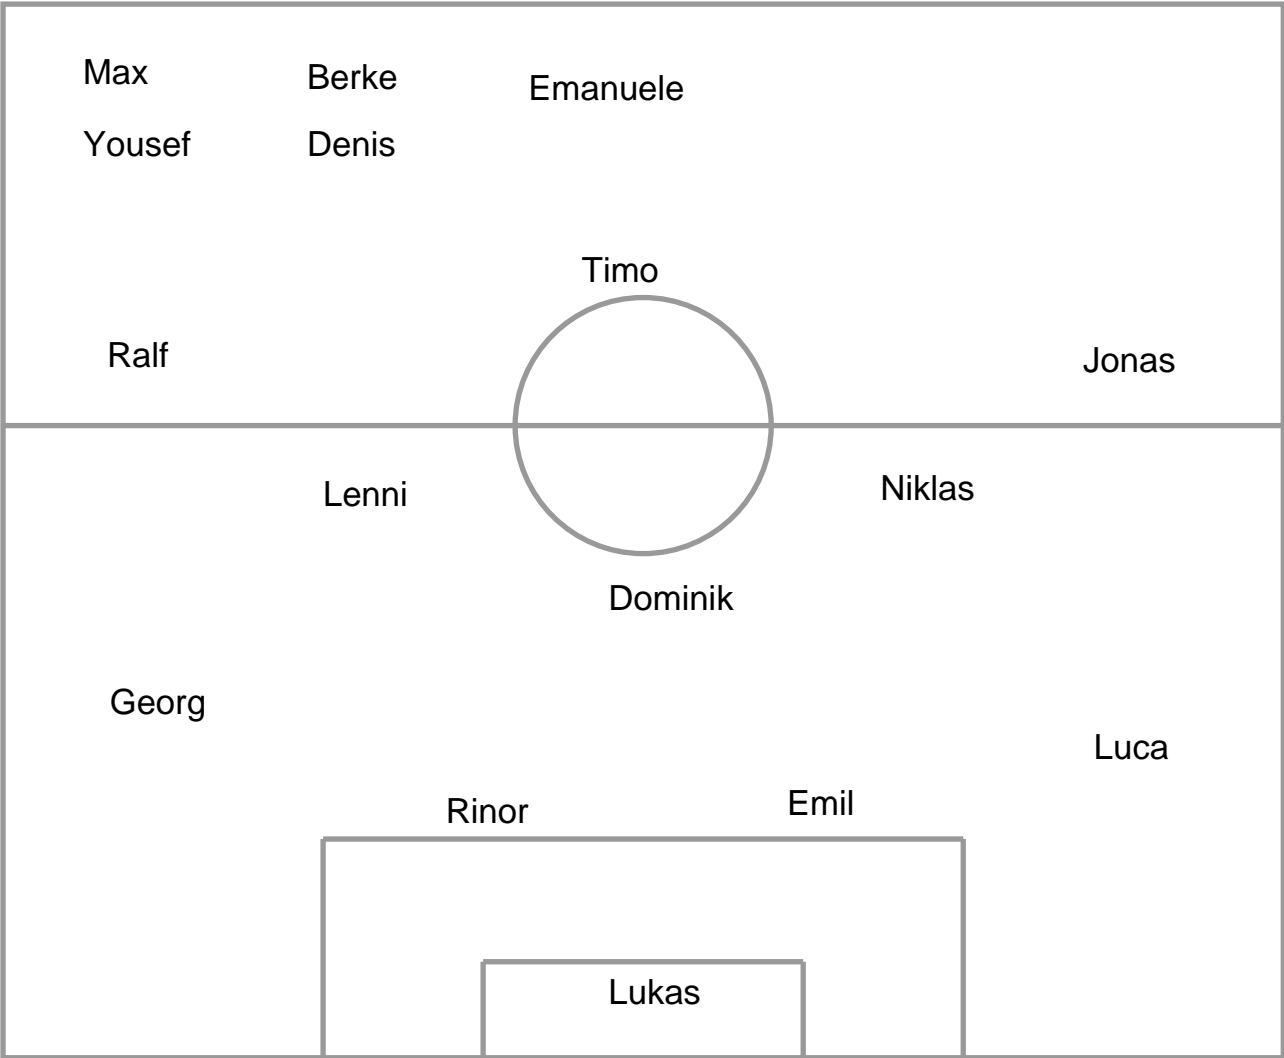 Max
Berke
Emanuele
Yousef
Denis
Timo
Ralf
Jonas
Lenni
Niklas
Dominik
Georg
Luca
Rinor
Emil
Lukas